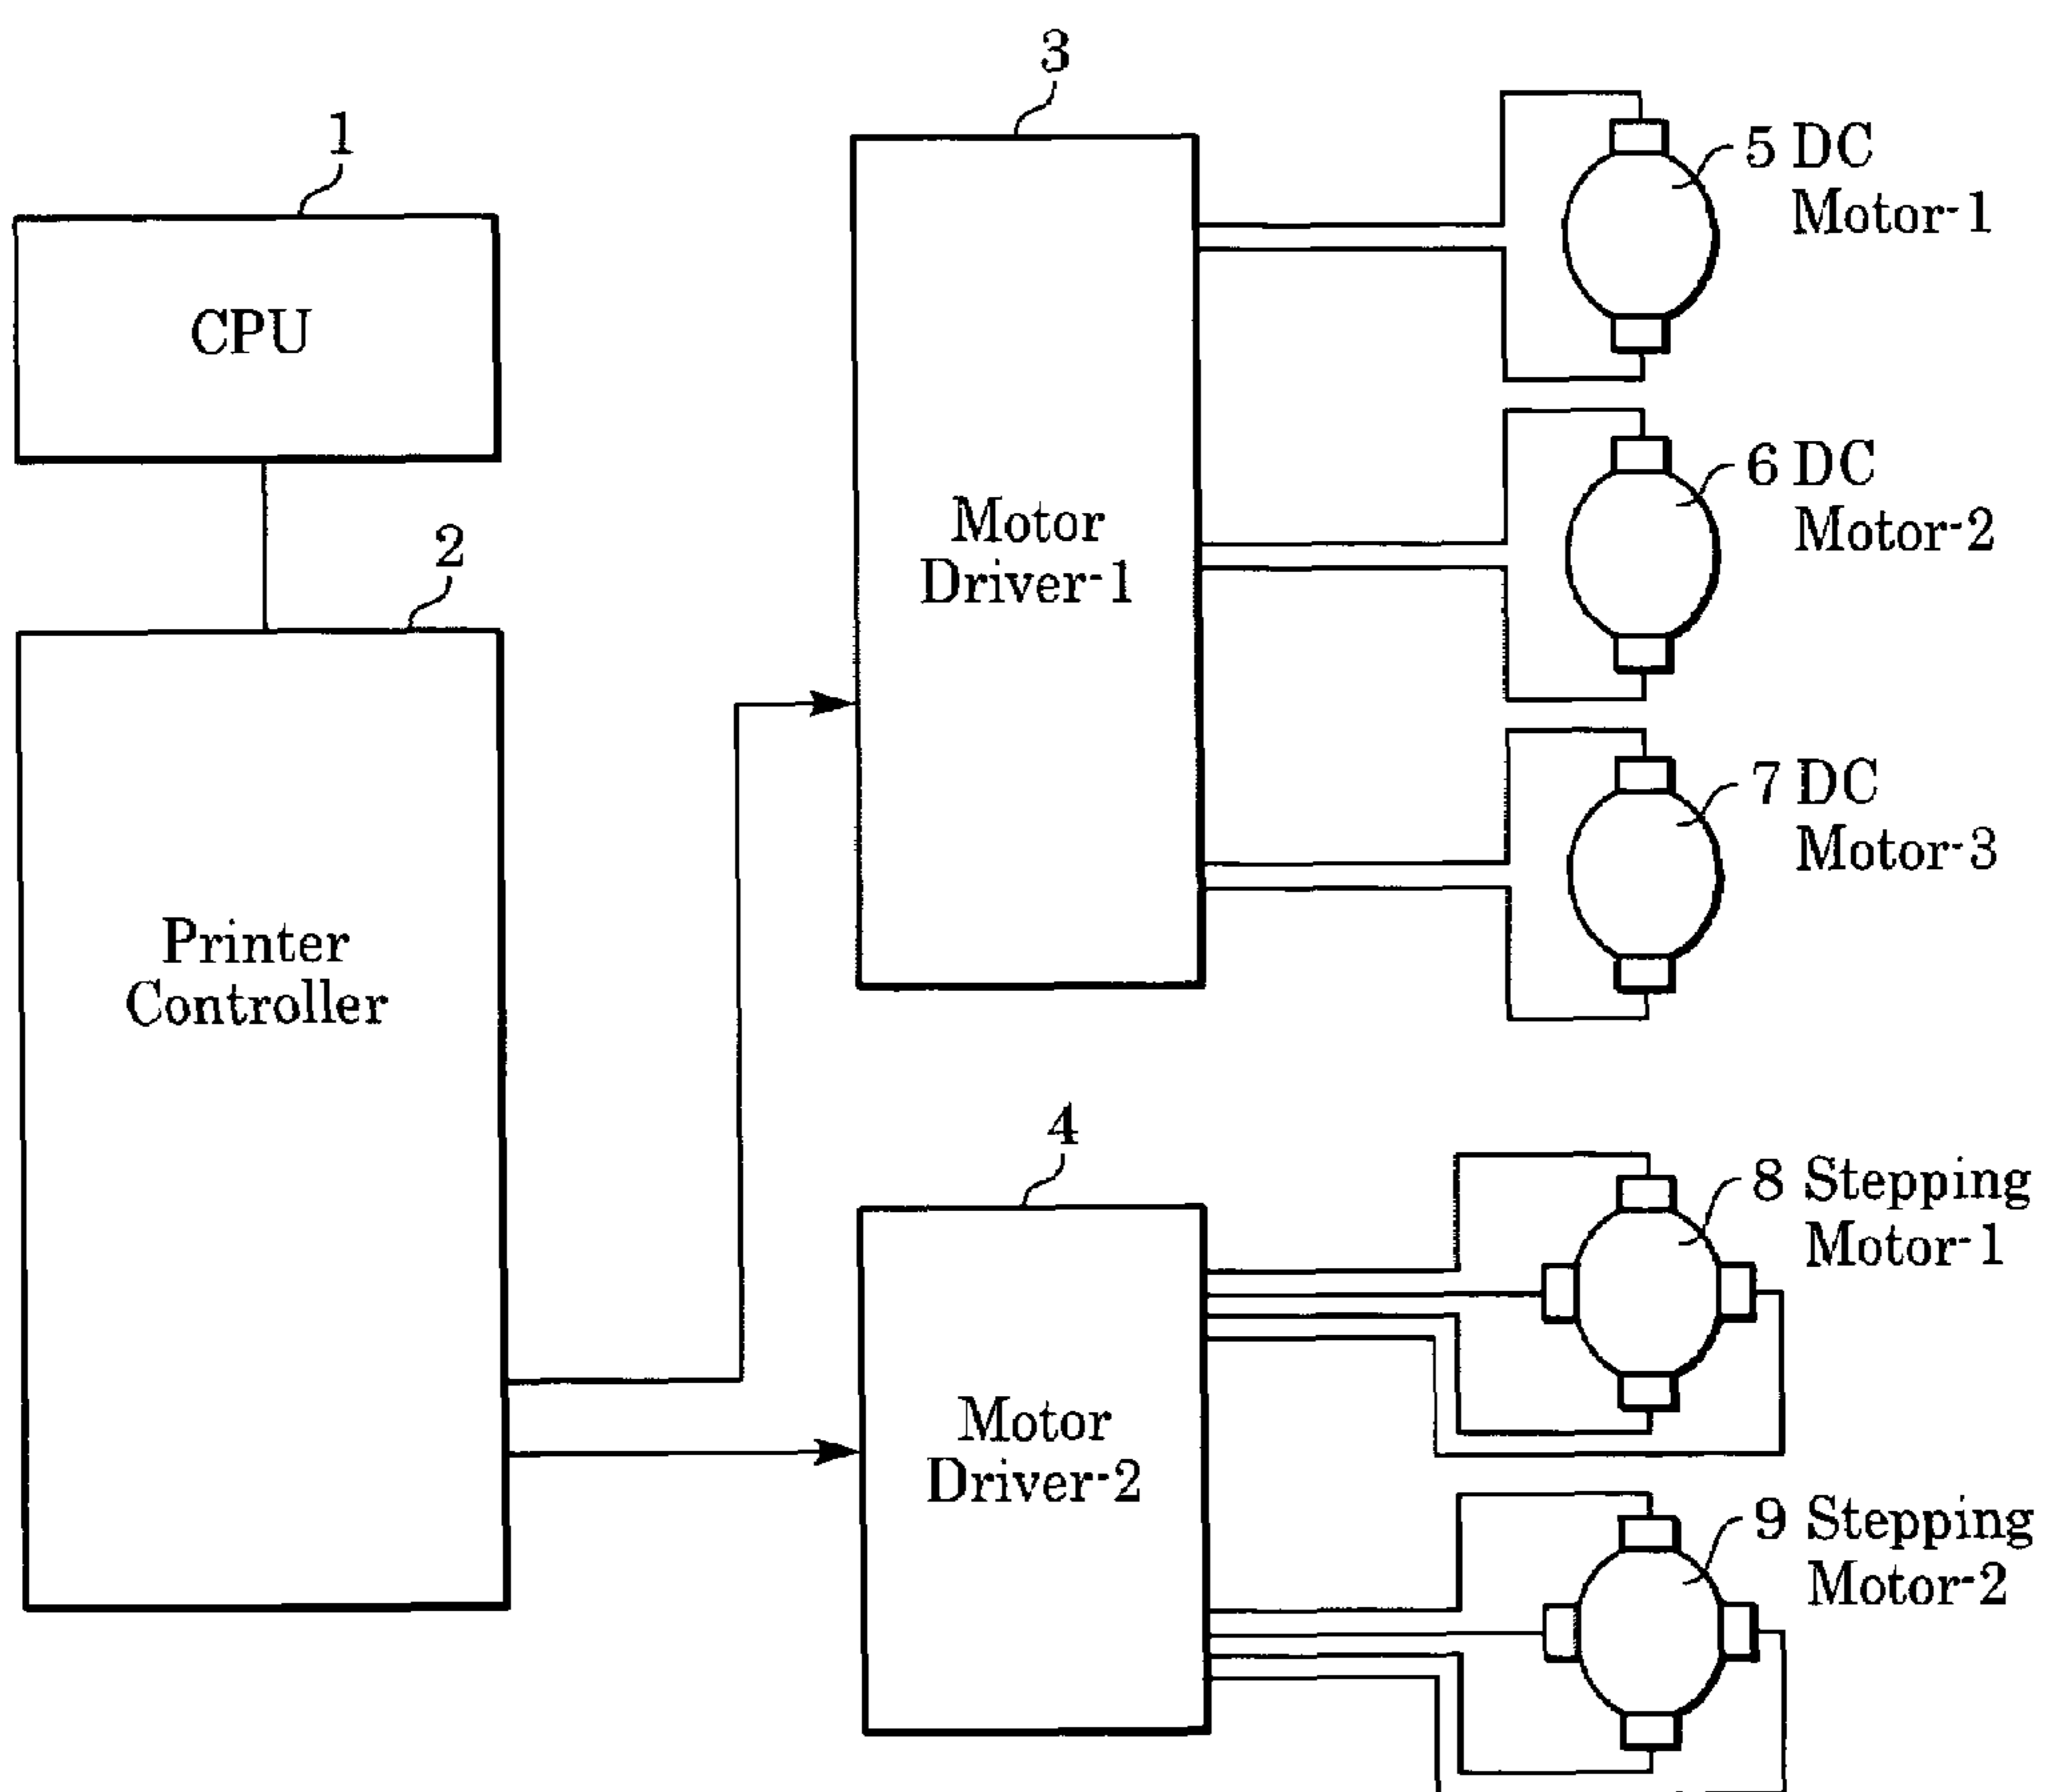 1
CPU
2
Printer
Controller
3
Motor
Driver-1
5 DC
Motor-1
6 DC
Motor-2
7 DC
Motor-3
4
Motor
Driver-2
8 Stepping
Motor-1
9 Stepping
Motor-2